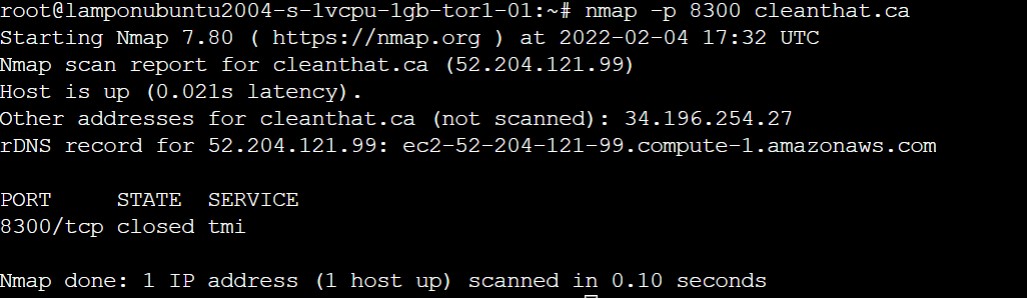 root@lamponubuntu2004-s-1vcpu-1gb-tor1-01:~# nmap -p 8300 cleanthat.ca
Starting Nmap 7.80 ( https://nmap.org ) at 2022-02-04 17:32 UTC
Nmap scan report for cleanthat.ca (52.204.121.99)
Host is up (0.021s latency).
Other addresses for cleanthat.ca (not scanned): 34.196.254.27
rDNS record for 52.204.121.99: ec2-52-204-121-99.compute-1.amazonaws.com
PORT     STATE  SERVICE
8300/tcp closed tmi
Nmap done: 1 IP address (1 host up) scanned in 0.10 seconds